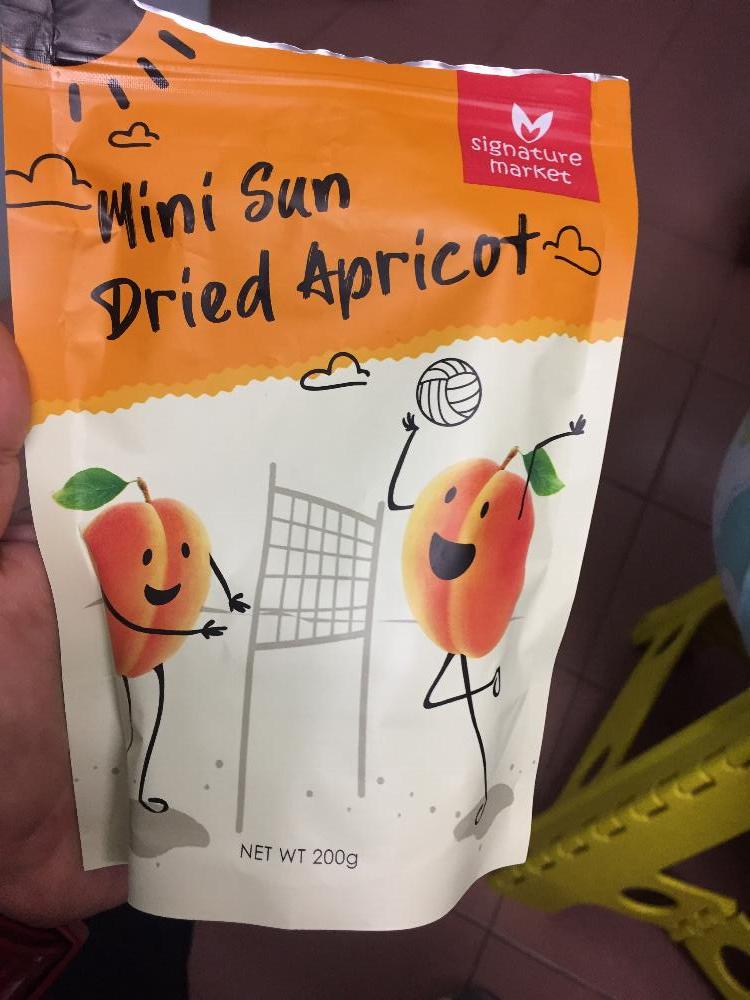 signature
market
Mini Sun
Dried Apricot
NET WT 200g